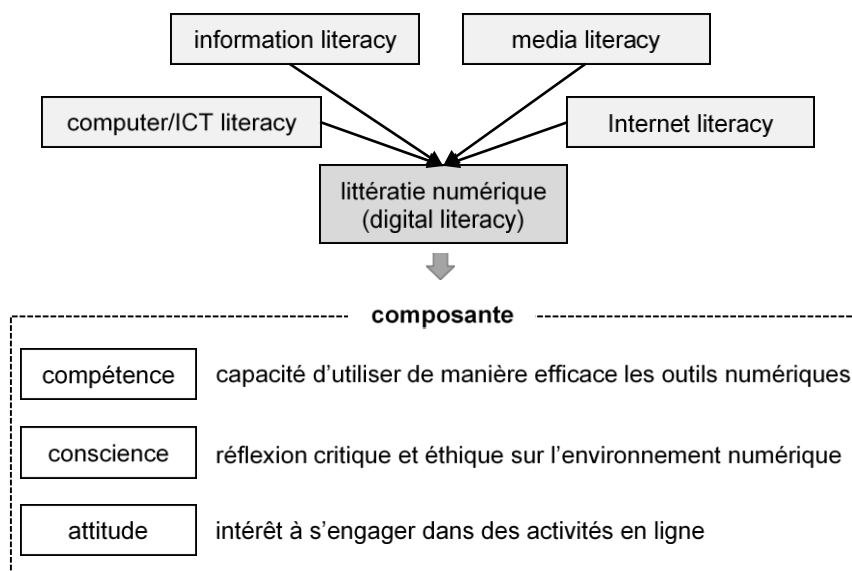 information literacy
media literacy
computer/ICT literacy
Internet literacy
littératie numérique
(digital literacy)
composante
compétence
capacité d’utiliser de manière efficace les outils numériques
conscience
réflexion critique et éthique sur l’environnement numérique
attitude
intérêt à s’engager dans des activités en ligne